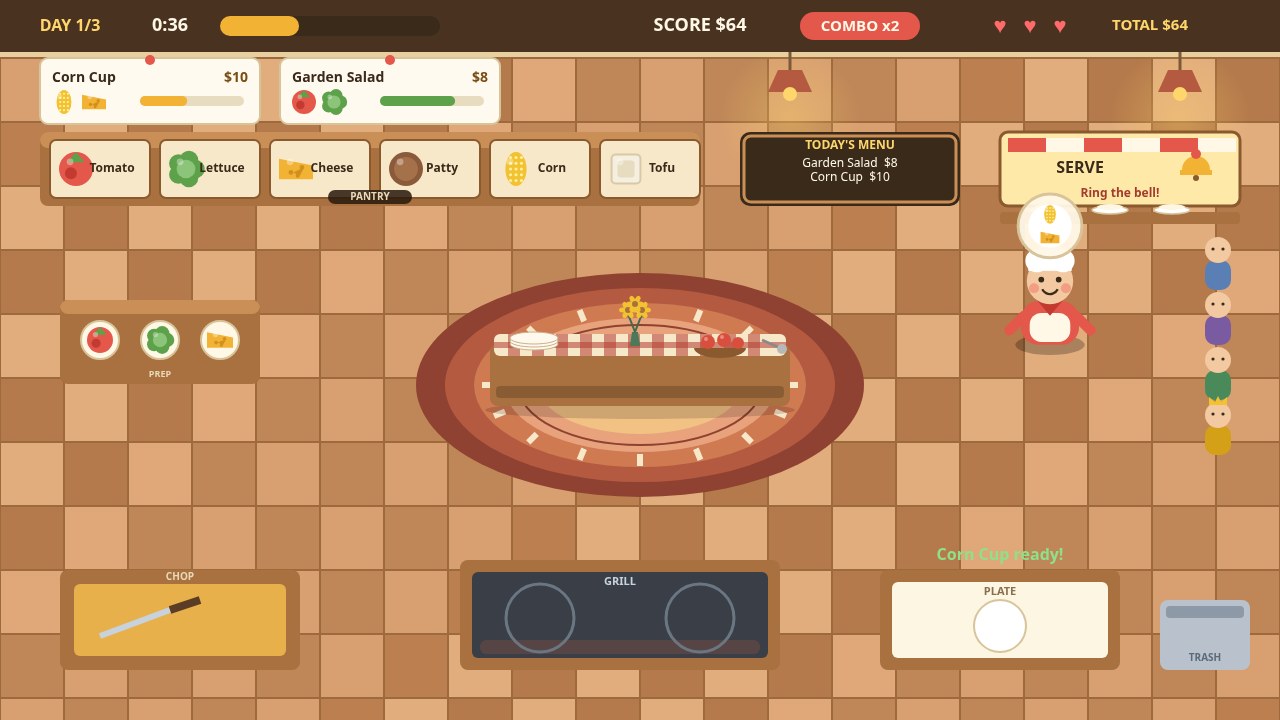 DAY 1/3 0:36 SCORE $64 COMBO x2 TOTAL $64
Corn Cup $10
Garden Salad $8
Tomato Lettuce Cheese Patty Corn Tofu
PANTRY
TODAY'S MENU
Garden Salad $8
Corn Cup $10
SERVE
Ring the bell!
PREP
Corn Cup ready!
CHOP
GRILL
PLATE
TRASH